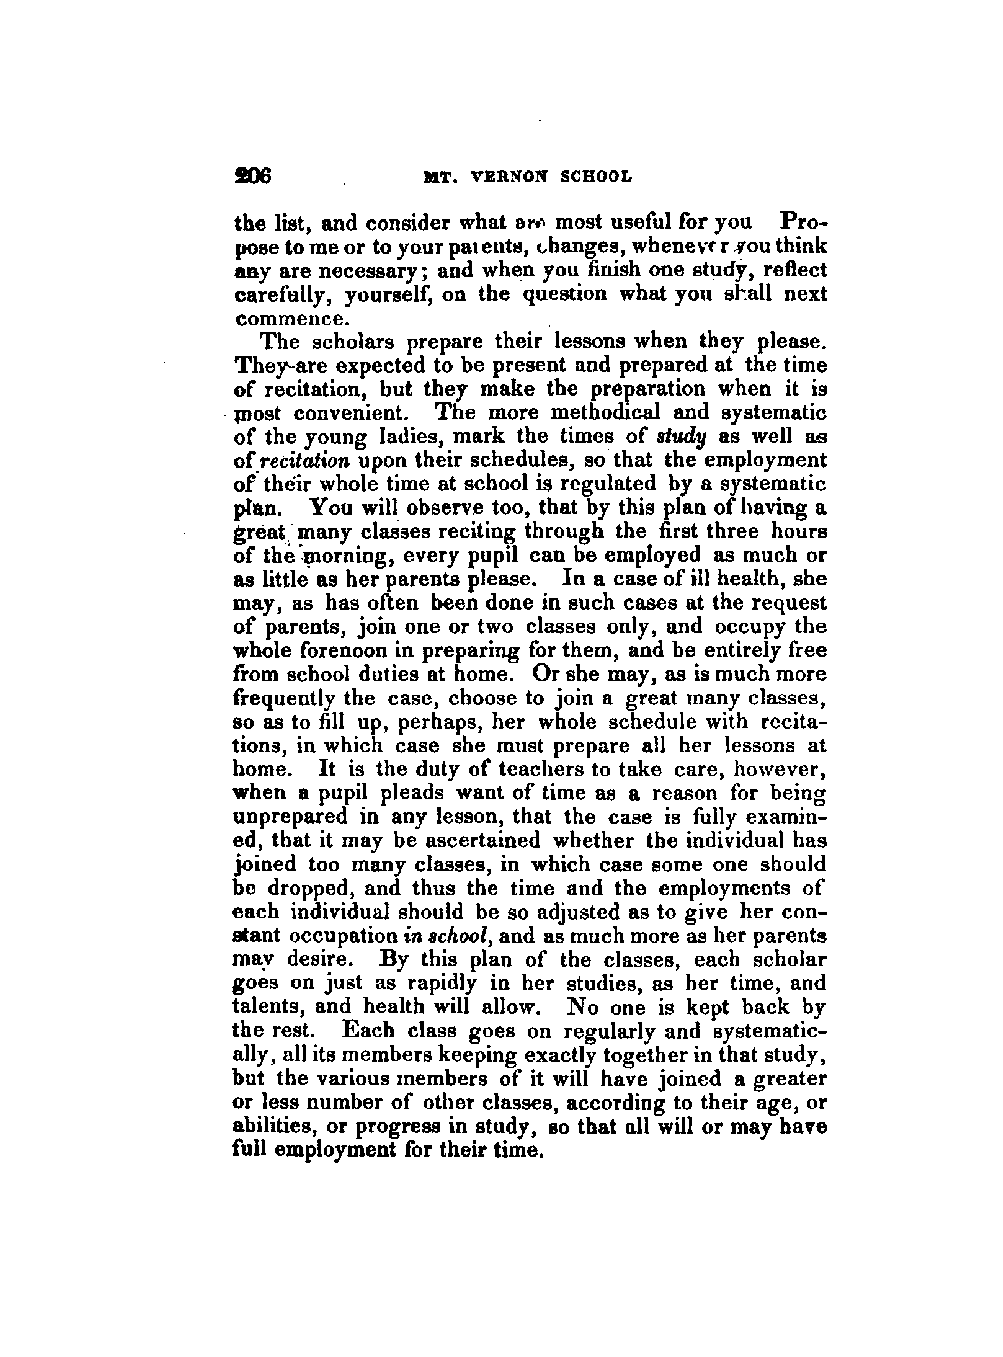 206 MT. VERNON SCHOOL
the list, and consider what are most useful for you Pro-
pose to me or to your parents, changes, whenever you think
any are necessary; and when you finish one study, reflect
carefully, yourself, on the question what you shall next
commence.
The scholars prepare their lessons when they please.
They are expected to be present and prepared at the time
of recitation, but they make the preparation when it is
most convenient. The more methodical and systematic
of the young ladies, mark the times of study as well as
of recitation upon their schedules, so that the employment
of their whole time at school is regulated by a systematic
plan. You will observe too, that by this plan of having a
great many classes reciting through the first three hours
of the morning, every pupil can be employed as much or
as little as her parents please. In a case of ill health, she
may, as has often been done in such cases at the request
of parents, join one or two classes only, and occupy the
whole forenoon in preparing for them, and be entirely free
from school duties at home. Or she may, as is much more
frequently the case, choose to join a great many classes,
so as to fill up, perhaps, her whole schedule with recita-
tions, in which case she must prepare all her lessons at
home. It is the duty of teachers to take care, however,
when a pupil pleads want of time as a reason for being
unprepared in any lesson, that the case is fully examin-
ed, that it may be ascertained whether the individual has
joined too many classes, in which case some one should
be dropped, and thus the time and the employments of
each individual should be so adjusted as to give her con-
stant occupation in school, and as much more as her parents
may desire. By this plan of the classes, each scholar
goes on just as rapidly in her studies, as her time, and
talents, and health will allow. No one is kept back by
the rest. Each class goes on regularly and systematic-
ally, all its members keeping exactly together in that study,
but the various members of it will have joined a greater
or less number of other classes, according to their age, or
abilities, or progress in study, so that all will or may have
full employment for their time.